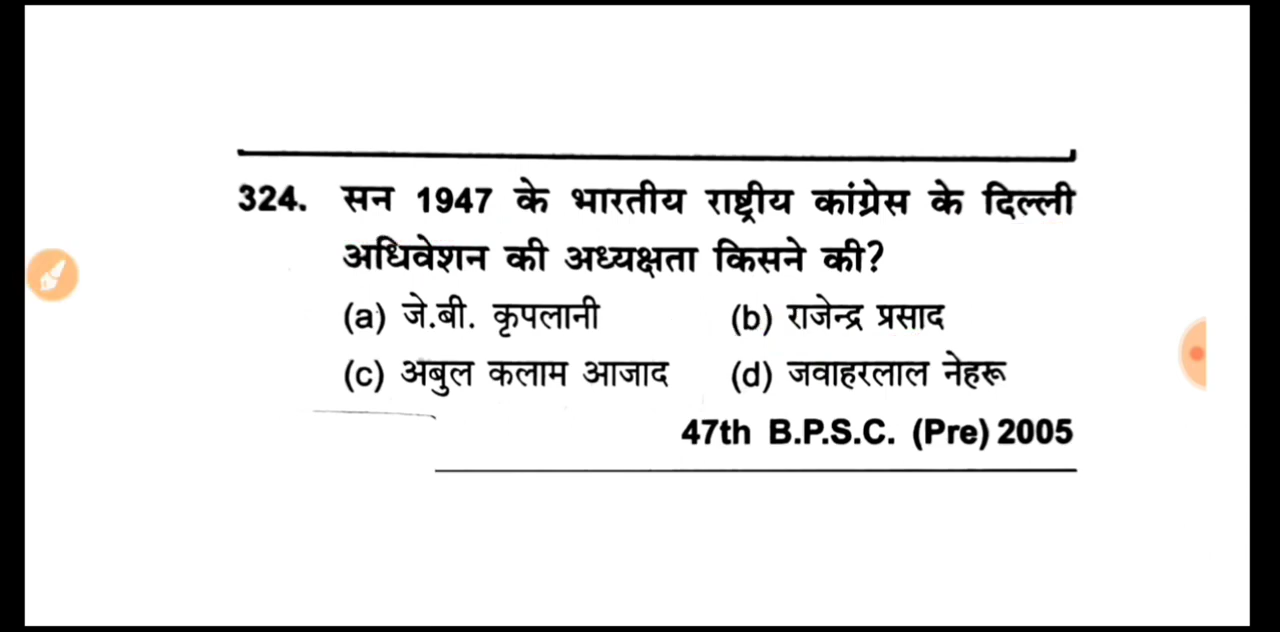 324. सन 1947 के भारतीय राष्ट्रीय कांग्रेस के दिल्ली
अधिवेशन की अध्यक्षता किसने की?
(a) जे.बी. कृपलानी (b) राजेन्द्र प्रसाद
(c) अबुल कलाम आजाद (d) जवाहरलाल नेहरू
47th B.P.S.C. (Pre) 2005